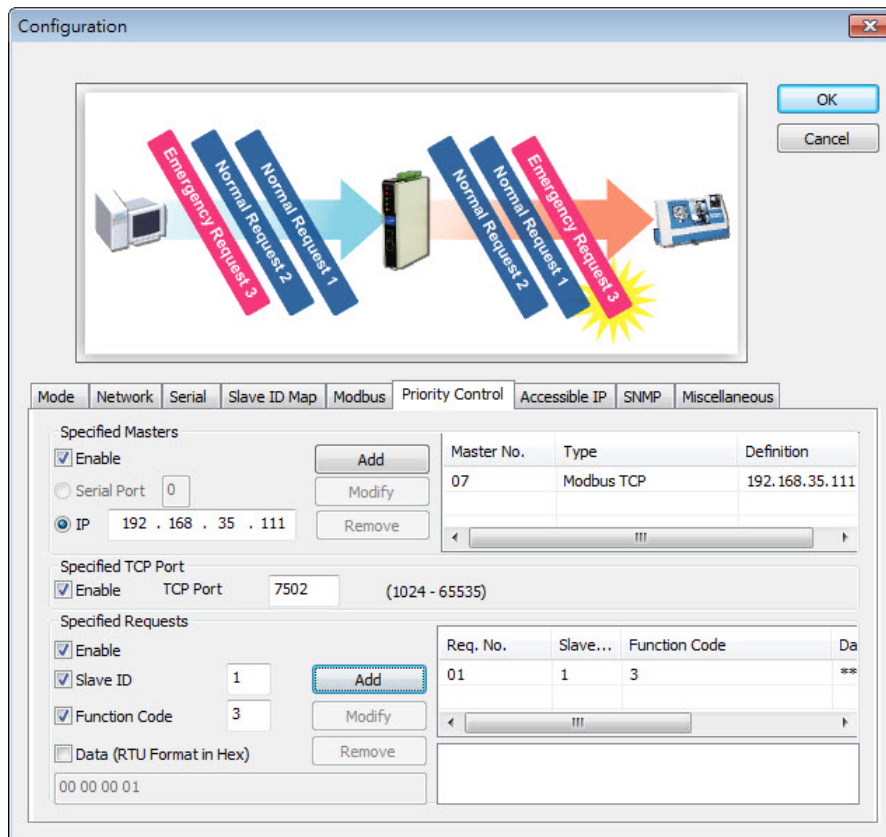 Configuration
OK
Cancel
Emergency Request 3
Normal Request 2
Normal Request 1
Normal Request 2
Normal Request 1
Emergency Request 3
Mode Network Serial Slave ID Map Modbus Priority Control Accessible IP SNMP Miscellaneous
Specified Masters
Enable Add
Serial Port 0 Modify
IP 192 . 168 . 35 . 111 Remove
Master No. Type Definition
07 Modbus TCP 192.168.35.111
Specified TCP Port
Enable TCP Port 7502 (1024 - 65535)
Specified Requests
Enable
Slave ID 1 Add
Function Code 3 Modify
Data (RTU Format in Hex) Remove
00 00 00 01
Req. No. Slave... Function Code Da
01 1 3 **